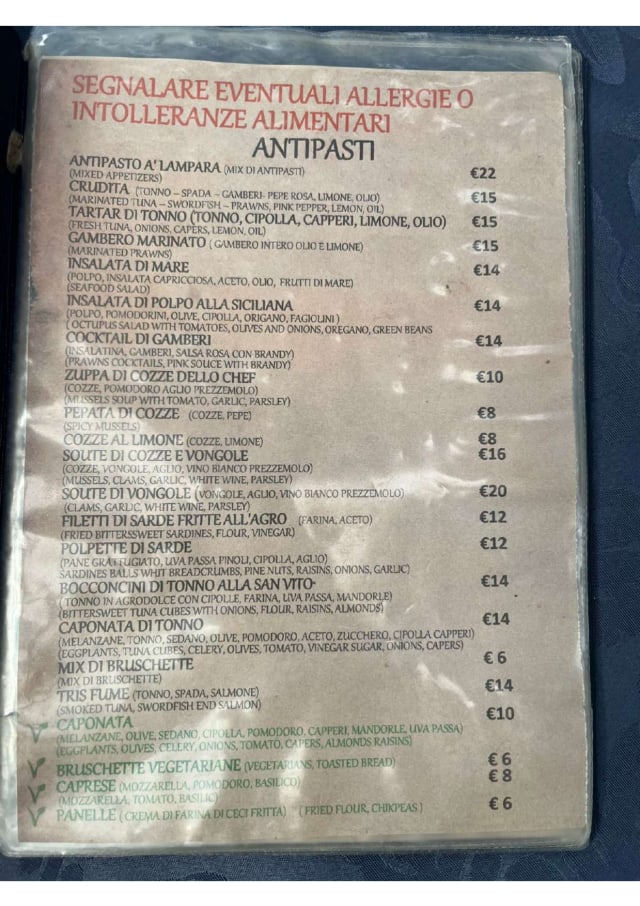 SEGNALARE EVENTUALI ALLERGIE O
INTOLLERANZE ALIMENTARI
ANTIPASTI
ANTIPASTO A' LAMPARA (MIX DI ANTIPASTI) €22
(MIXED APPETIZERS)
CRUDITA (TONNO – SPADA – GAMBERI- PEPE ROSA, LIMONE, OLIO) €15
(MARINATED TUNA – SWORDFISH – PRAWNS, PINK PEPPER, LEMON, OIL)
TARTAR DI TONNO (TONNO, CIPOLLA, CAPPERI, LIMONE, OLIO) €15
(FRESH TUNA, ONIONS, CAPERS, LEMON, OIL)
GAMBERO MARINATO ( GAMBERO INTERO OLIO E LIMONE) €15
(MARINATED PRAWNS)
INSALATA DI MARE €14
(POLPO, INSALATA CAPRICCIOSA, ACETO, OLIO, FRUTTI DI MARE)
(SEAFOOD SALAD)
INSALATA DI POLPO ALLA SICILIANA €14
(POLPO, POMODORINI, OLIVE, CIPOLLA, ORIGANO, FAGIOLINI )
( OCTUPUS SALAD WITH TOMATOES, OLIVES AND ONIONS, OREGANO, GREEN BEANS
COCKTAIL DI GAMBERI €14
(INSALATINA, GAMBERI, SALSA ROSA CON BRANDY)
(PRAWNS COCKTAILS, PINK SOUCE WITH BRANDY)
ZUPPA DI COZZE DELLO CHEF €10
(COZZE, POMODORO AGLIO PREZZEMOLO)
(MUSSELS SOUP WITH TOMATO, GARLIC, PARSLEY)
PEPATA DI COZZE (COZZE, PEPE) €8
(SPICY MUSSELS)
COZZE AL LIMONE (COZZE, LIMONE) €8
SOUTE DI COZZE E VONGOLE €16
(COZZE, VONGOLE, AGLIO, VINO BIANCO PREZZEMOLO)
(MUSSELS, CLAMS, GARLIC, WHITE WINE, PARSLEY)
SOUTE DI VONGOLE (VONGOLE, AGLIO, VINO BIANCO PREZZEMOLO) €20
(CLAMS, GARLIC, WHITE WINE, PARSLEY)
FILETTI DI SARDE FRITTE ALL'AGRO (FARINA, ACETO) €12
(FRIED BITTERSSWEET SARDINES, FLOUR, VINEGAR)
POLPETTE DI SARDE €12
(PANE GRATTUGIATO, UVA PASSA PINOLI, CIPOLLA, AGLIO)
SARDINES BALLS WHIT BREADCRUMBS, PINE NUTS, RAISINS, ONIONS, GARLIC)
BOCCONCINI DI TONNO ALLA SAN VITO- €14
( TONNO IN AGRODOLCE CON CIPOLLE, FARINA, UVA PASSA, MANDORLE)
(BITTERSWEET TUNA CUBES WITH ONIONS, FLOUR, RAISINS, ALMONDS)
CAPONATA DI TONNO €14
(MELANZANE, TONNO, SEDANO, OLIVE, POMODORO, ACETO, ZUCCHERO, CIPOLLA CAPPERI)
(EGGPLANTS, TUNA CUBES, CELERY, OLIVES, TOMATO, VINEGAR SUGAR, ONIONS, CAPERS)
MIX DI BRUSCHETTE € 6
(MIX DI BRUSCHETTE)
TRIS FUME (TONNO, SPADA, SALMONE) €14
(SMOKED TUNA, SWORDFISH END SALMON)
CAPONATA €10
(MELANZANE, OLIVE, SEDANO, CIPOLLA, POMODORO, CAPPERI, MANDORLE, UVA PASSA)
(EGGPLANTS, OLIVES, CELERY, ONIONS, TOMATO, CAPERS, ALMONDS RAISINS)
BRUSCHETTE VEGETARIANE (VEGETARIANS, TOASTED BREAD) € 6
CAPRESE (MOZZARELLA, POMODORO, BASILICO) € 8
(MOZZARELLA, TOMATO, BASILIC)
PANELLE ( CREMA DI FARINA DI CECI FRITTA) ( FRIED FLOUR, CHIKPEAS ) € 6